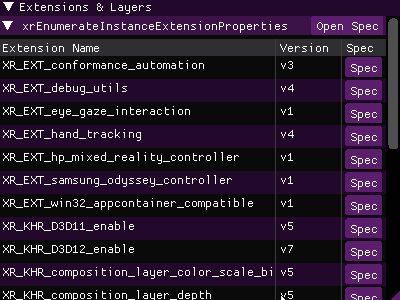 Extensions & Layers
xrEnumerateInstanceExtensionProperties Open Spec
Extension Name Version Spec
XR_EXT_conformance_automation v3 Spec
XR_EXT_debug_utils v4 Spec
XR_EXT_eye_gaze_interaction v1 Spec
XR_EXT_hand_tracking v4 Spec
XR_EXT_hp_mixed_reality_controller v1 Spec
XR_EXT_samsung_odyssey_controller v1 Spec
XR_EXT_win32_appcontainer_compatible v1 Spec
XR_KHR_D3D11_enable v5 Spec
XR_KHR_D3D12_enable v7 Spec
XR_KHR_composition_layer_color_scale_bi v5 Spec
XR_KHR_composition_layer_depth v5 Spec